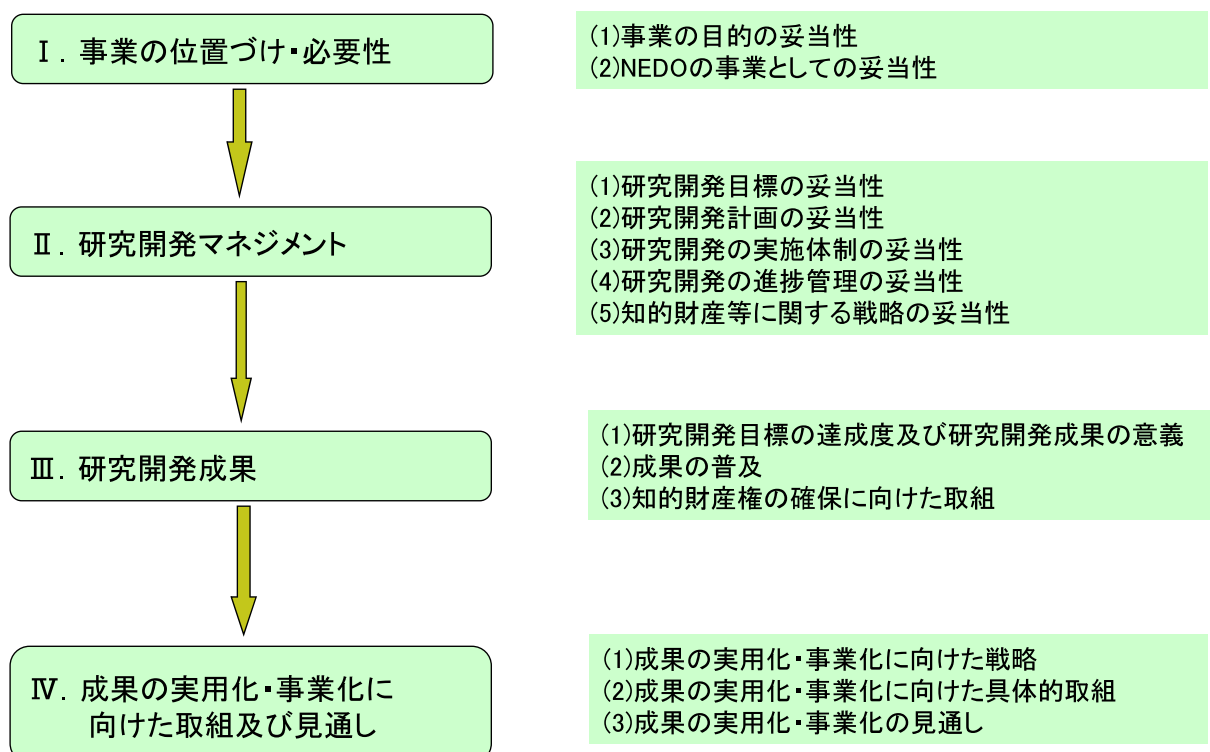 Ⅰ. 事業の位置づけ・必要性
(1)事業の目的の妥当性
(2)NEDOの事業としての妥当性
Ⅱ. 研究開発マネジメント
(1)研究開発目標の妥当性
(2)研究開発計画の妥当性
(3)研究開発の実施体制の妥当性
(4)研究開発の進捗管理の妥当性
(5)知的財産等に関する戦略の妥当性
Ⅲ. 研究開発成果
(1)研究開発目標の達成度及び研究開発成果の意義
(2)成果の普及
(3)知的財産権の確保に向けた取組
Ⅳ. 成果の実用化・事業化に
向けた取組及び見通し
(1)成果の実用化・事業化に向けた戦略
(2)成果の実用化・事業化に向けた具体的取組
(3)成果の実用化・事業化の見通し